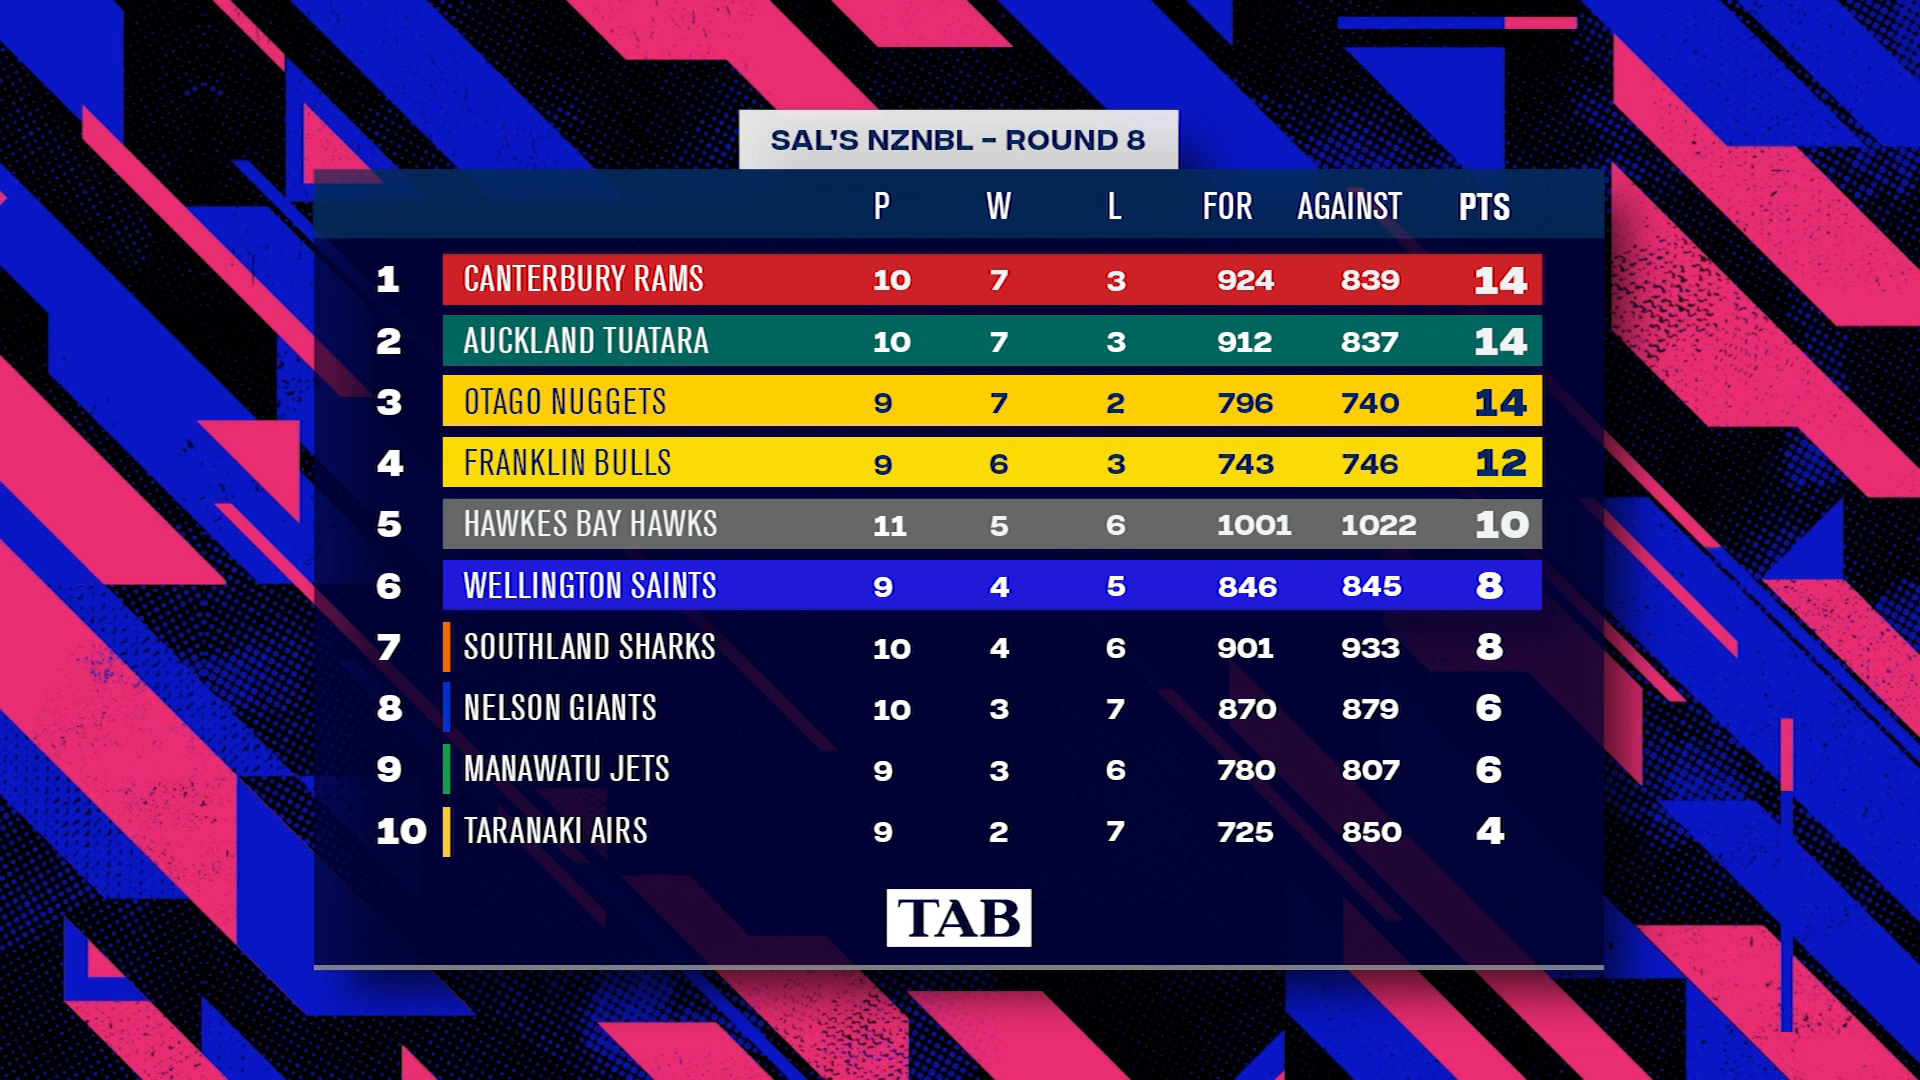 SAL'S NZNBL – ROUND 8
P W L FOR AGAINST PTS
1 CANTERBURY RAMS 10 7 3 924 839 14
2 AUCKLAND TUATARA 10 7 3 912 837 14
3 OTAGO NUGGETS 9 7 2 796 740 14
4 FRANKLIN BULLS 9 6 3 743 746 12
5 HAWKES BAY HAWKS 11 5 6 1001 1022 10
6 WELLINGTON SAINTS 9 4 5 846 845 8
7 SOUTHLAND SHARKS 10 4 6 901 933 8
8 NELSON GIANTS 10 3 7 870 879 6
9 MANAWATU JETS 9 3 6 780 807 6
10 TARANAKI AIRS 9 2 7 725 850 4
TAB